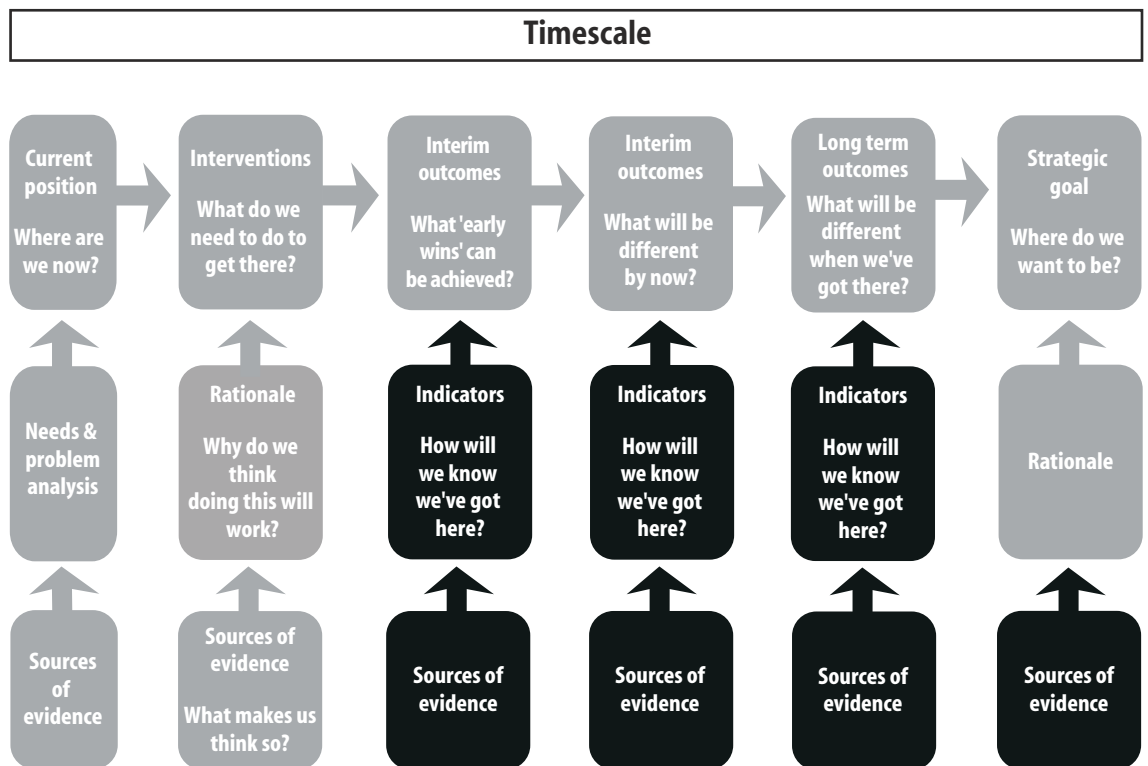 Timescale
Current
position
Where are
we now?
Interventions
What do we
need to do to
get there?
Interim
outcomes
What 'early
wins' can
be achieved?
Interim
outcomes
What will be
different
by now?
Long term
outcomes
What will be
different
when we've
got there?
Strategic
goal
Where do we
want to be?
Needs &
problem
analysis
Rationale
Why do we
think
doing this will
work?
Indicators
How will
we know
we've got
here?
Indicators
How will
we know
we've got
here?
Indicators
How will
we know
we've got
here?
Rationale
Sources
of
evidence
Sources of
evidence
What makes us
think so?
Sources of
evidence
Sources of
evidence
Sources of
evidence
Sources of
evidence